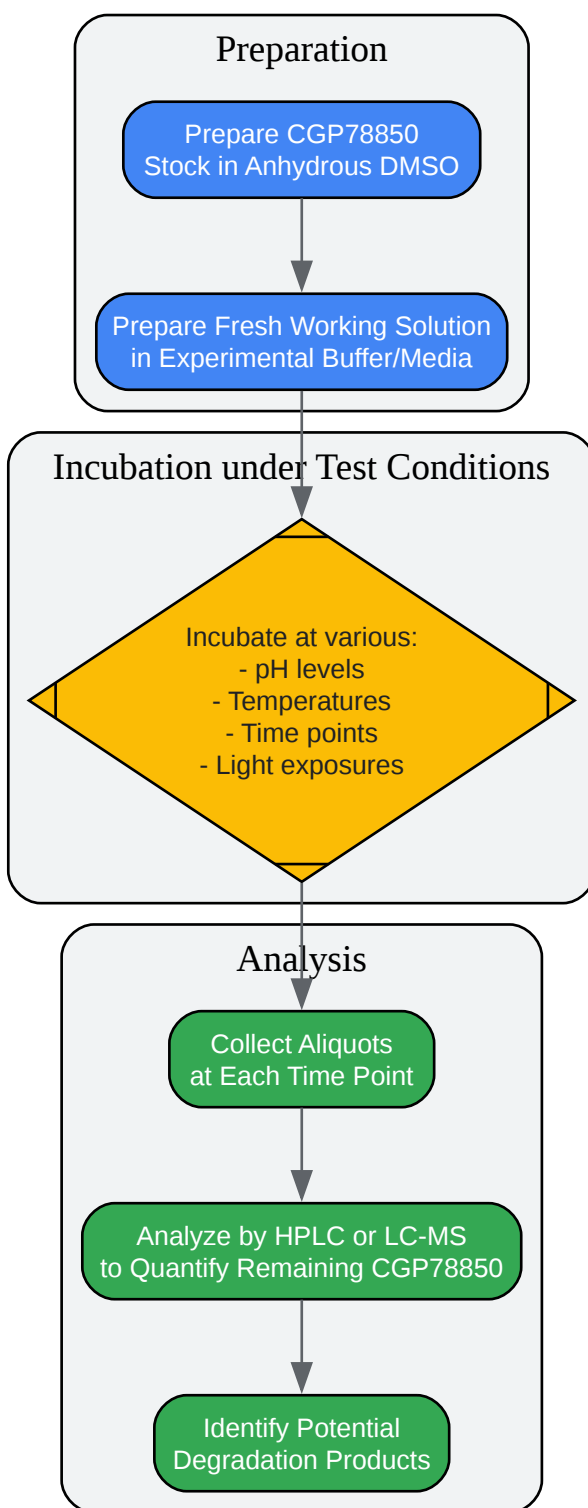 Preparation
Prepare CGP78850
Stock in Anhydrous DMSO
Prepare Fresh Working Solution
in Experimental Buffer/Media
Incubation under Test Conditions
Incubate at various:
- pH levels
- Temperatures
- Time points
- Light exposures
Analysis
Collect Aliquots
at Each Time Point
Analyze by HPLC or LC-MS
to Quantify Remaining CGP78850
Identify Potential
Degradation Products